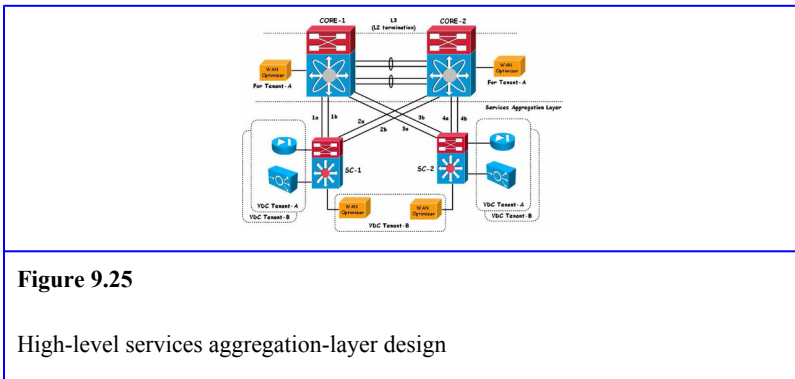 CORE-1
L3
(L2 termination)
CORE-2
WAN
Optimizer
For Tenant-A
WAN
Optimizer
For Tenant-A
Services Aggregation Layer
1a
1b
2a
2b
3a
3b
4a
4b
SC-1
SC-2
VDC Tenant-A
VDC Tenant-B
WAN
Optimizer
WAN
Optimizer
VDC Tenant-B
VDC Tenant-A
VDC Tenant-B
Figure 9.25
High-level services aggregation-layer design